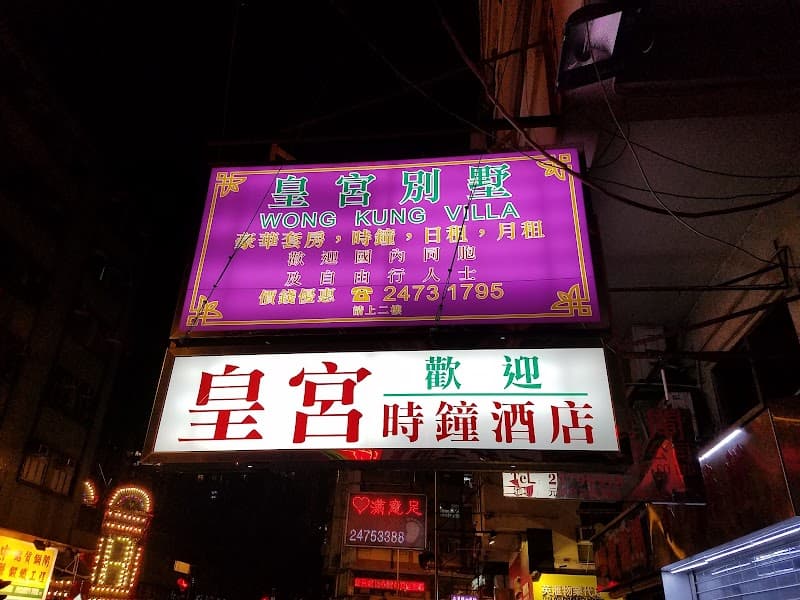 皇宮別墅
WONG KUNG VILLA
豪華套房，時鐘，日租，月租
歡迎國內同胞
及自由行人士
價錢優惠 ☎ 2473 1795
請上二樓
皇宮 歡迎
時鐘酒店
滿意足
24753388